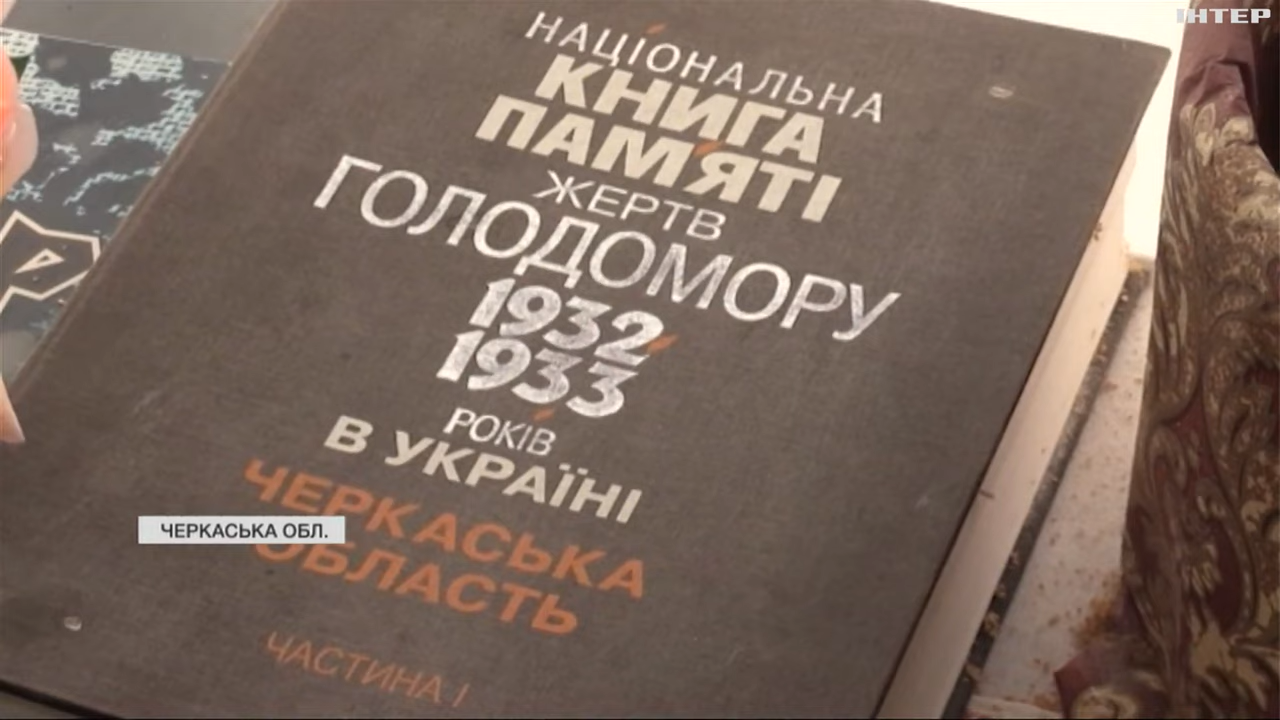 ІНТЕР
НАЦІОНАЛЬНА
КНИГА
ПАМ'ЯТІ
ЖЕРТВ
ГОЛОДОМОРУ
1932
1933
РОКІВ
В УКРАЇНІ
ЧЕРКАСЬКА
ОБЛАСТЬ
ЧАСТИНА І
ЧЕРКАСЬКА ОБЛ.